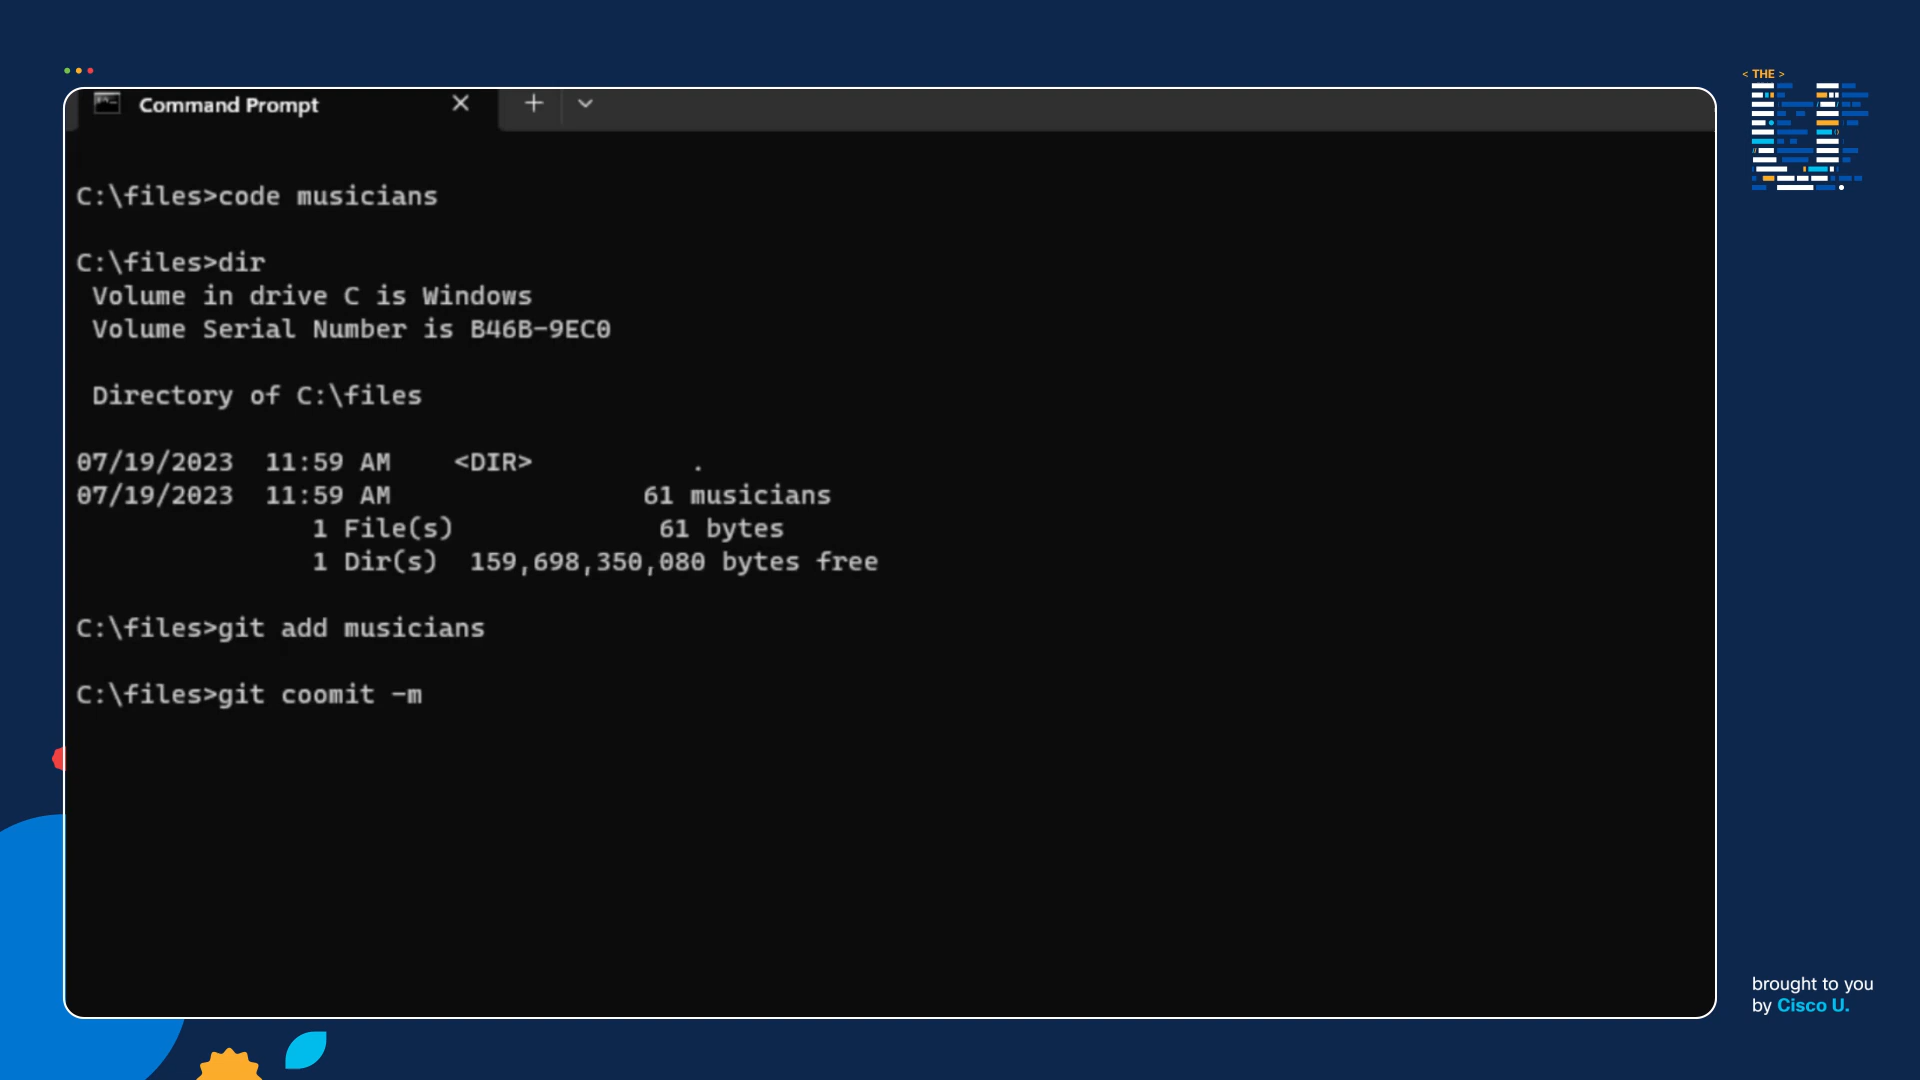 < THE >
Command Prompt
C:\files>code musicians
C:\files>dir
Volume in drive C is Windows
Volume Serial Number is B46B-9EC0
Directory of C:\files
07/19/2023  11:59 AM    <DIR>          .
07/19/2023  11:59 AM                61 musicians
1 File(s)             61 bytes
1 Dir(s)  159,698,350,080 bytes free
C:\files>git add musicians
C:\files>git coomit -m
brought to you
by Cisco U.